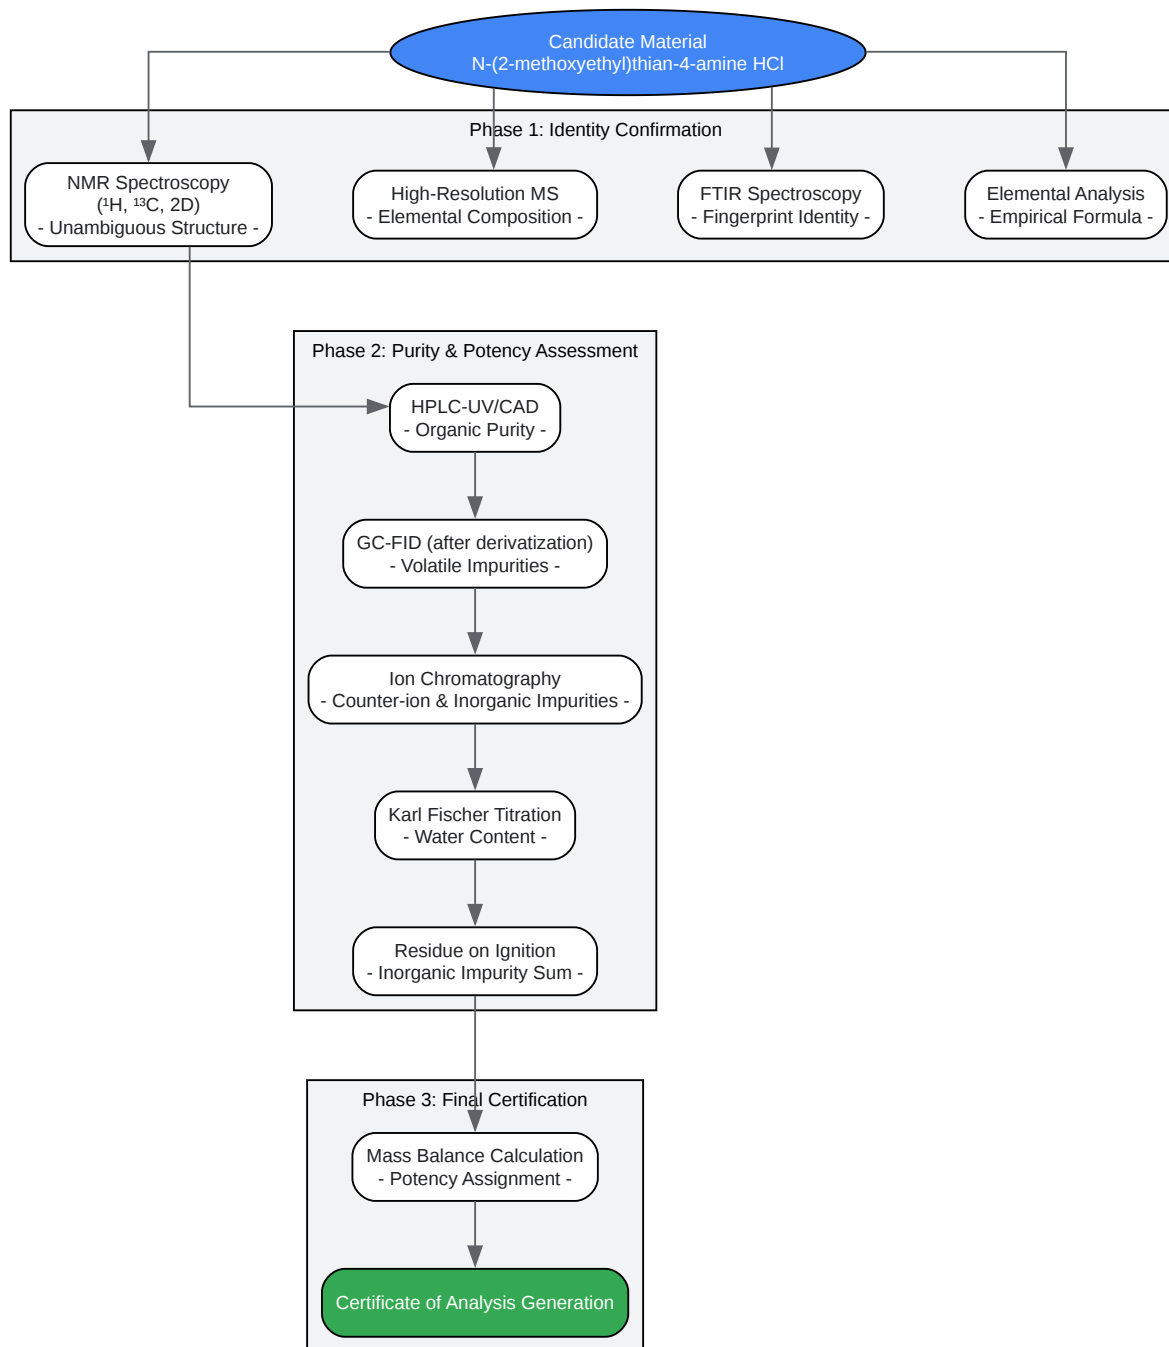 Candidate Material
N-(2-methoxyethyl)thian-4-amine HCl
Phase 1: Identity Confirmation
NMR Spectroscopy
(¹H, ¹³C, 2D)
- Unambiguous Structure -
High-Resolution MS
- Elemental Composition -
FTIR Spectroscopy
- Fingerprint Identity -
Elemental Analysis
- Empirical Formula -
Phase 2: Purity & Potency Assessment
HPLC-UV/CAD
- Organic Purity -
GC-FID (after derivatization)
- Volatile Impurities -
Ion Chromatography
- Counter-ion & Inorganic Impurities -
Karl Fischer Titration
- Water Content -
Residue on Ignition
- Inorganic Impurity Sum -
Phase 3: Final Certification
Mass Balance Calculation
- Potency Assignment -
Certificate of Analysis Generation